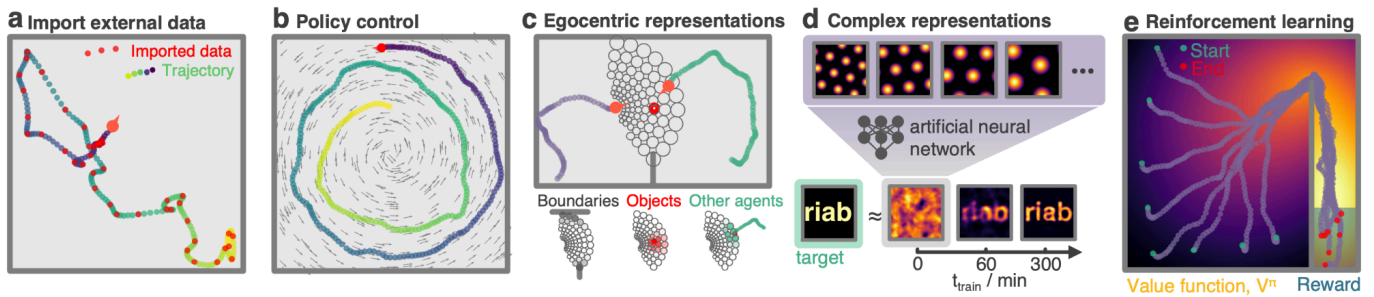 a Import external data
Imported data
Trajectory
b Policy control
c Egocentric representations
Boundaries Objects Other agents
d Complex representations
...
artificial neural
network
riab ≈ riab
target
0 60 300
t_train / min
e Reinforcement learning
Start
End
Value function, V^π Reward